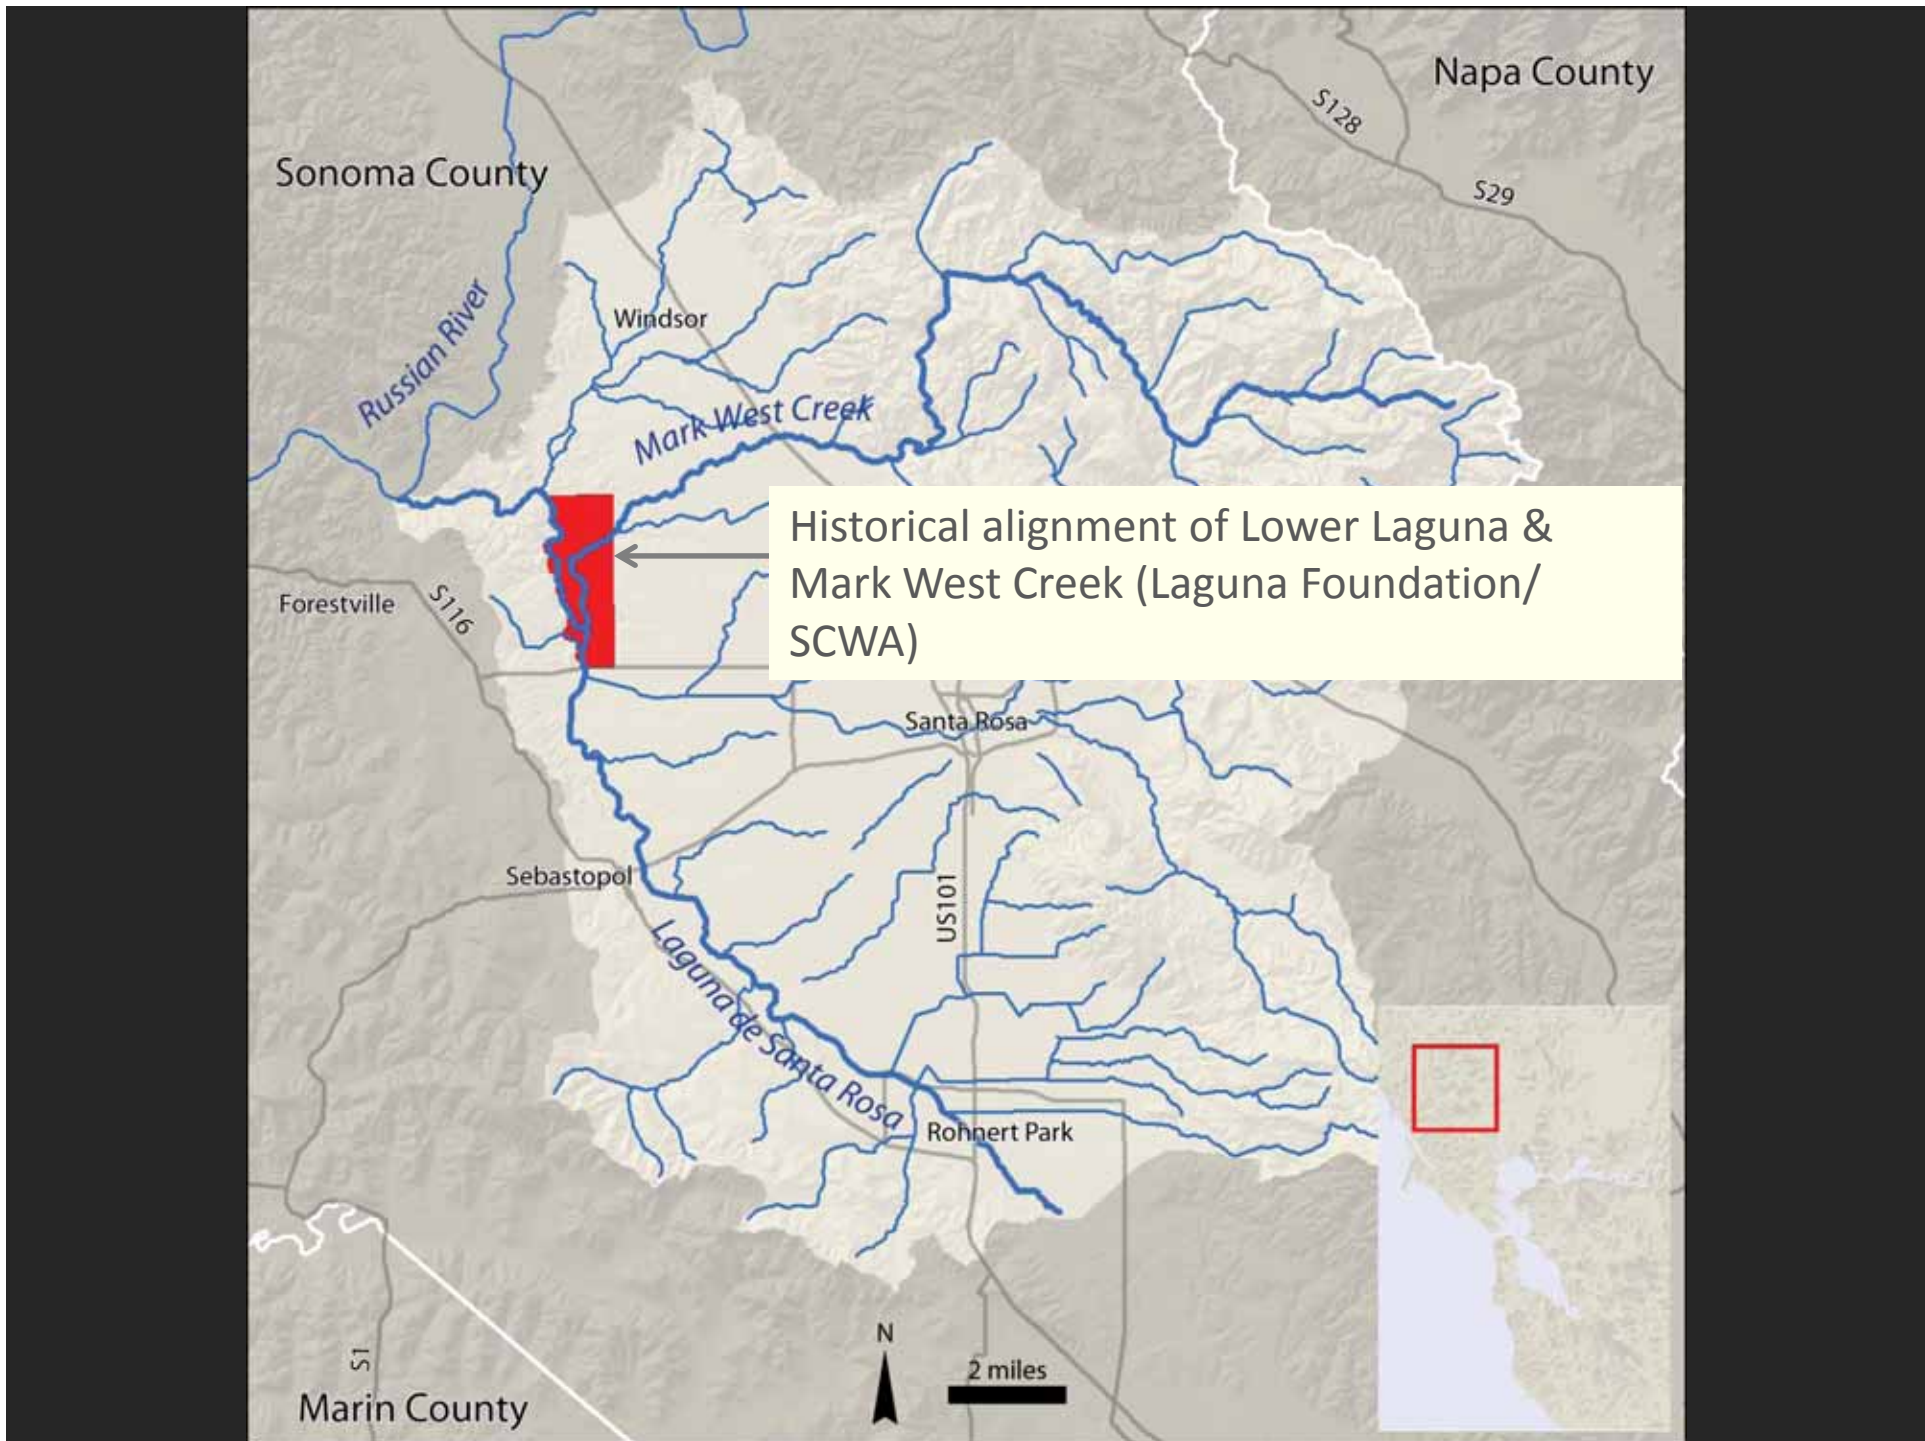 Napa County
S128
Sonoma County
S29
Russian River
Windsor
Mark West Creek
Historical alignment of Lower Laguna &
Mark West Creek (Laguna Foundation/
SCWA)
Forestville
S116
Santa Rosa
Sebastopol
US101
Laguna de Santa Rosa
Rohnert Park
N
2 miles
S1
Marin County